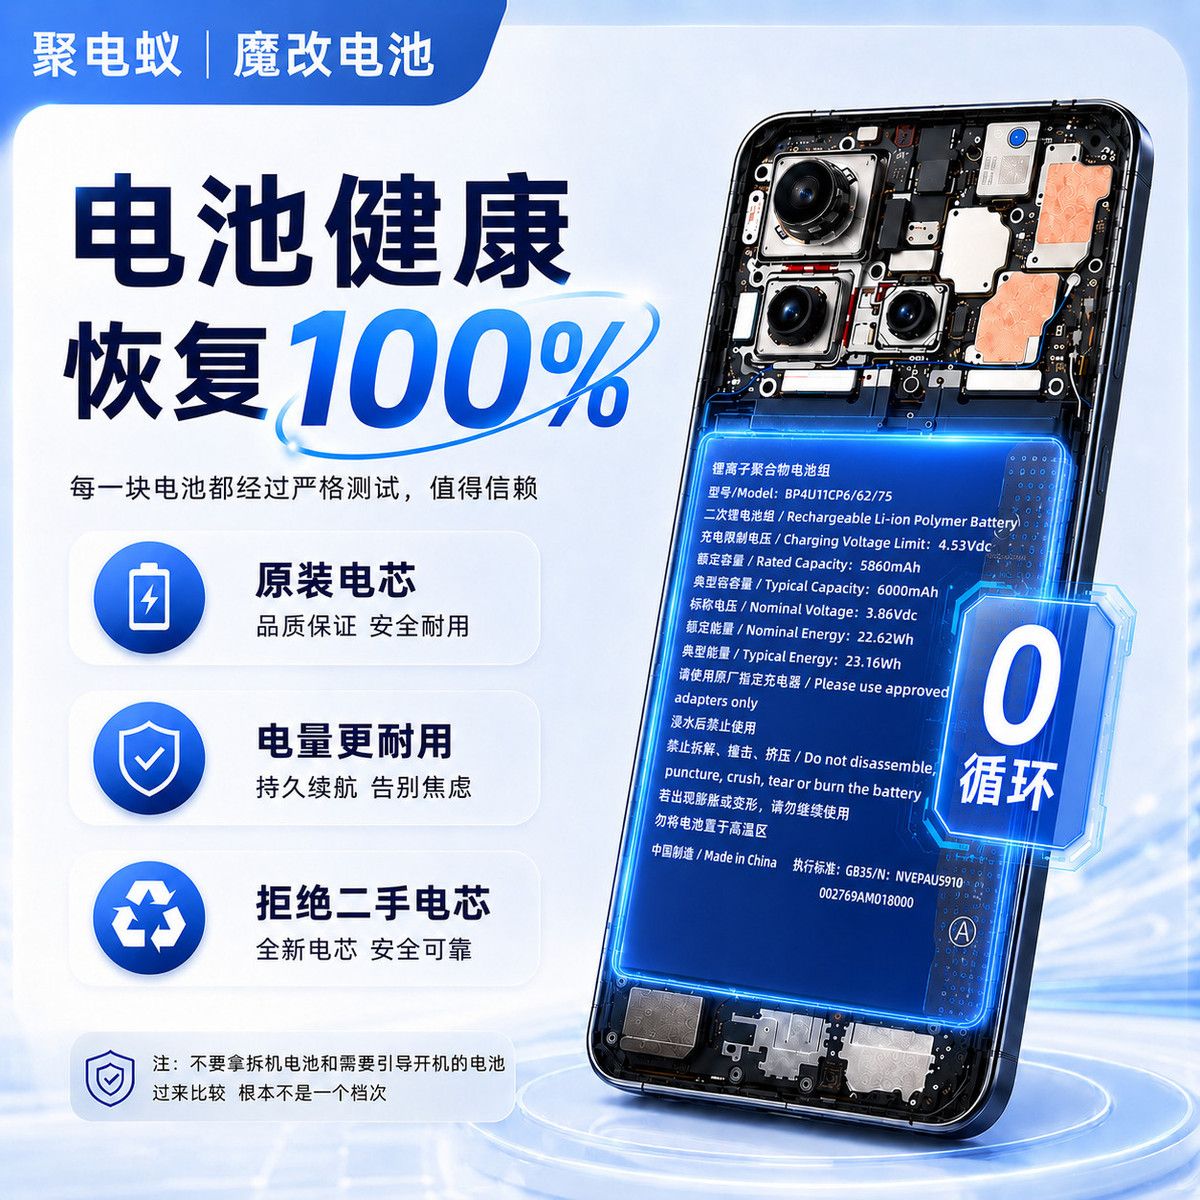 聚电蚁｜魔改电池
电池健康
恢复100%
每一块电池都经过严格测试，值得信赖
原装电芯
品质保证 安全耐用
电量更耐用
持久续航 告别焦虑
拒绝二手电芯
全新电芯 安全可靠
注：不要拿拆机电池和需要引导开机的电池
过来比较 根本不是一个档次
锂离子聚合物电池组
型号/Model：BP4U11CP6/62/75
二次锂电池组 / Rechargeable Li-ion Polymer Battery
充电限制电压 / Charging Voltage Limit：4.53Vdc
额定容量 / Rated Capacity：5860mAh
典型容容量 / Typical Capacity：6000mAh
标称电压 / Nominal Voltage：3.86Vdc
额定能量 / Nominal Energy：22.62Wh
典型能量 / Typical Energy：23.16Wh
请使用原厂指定充电器 / Please use approved
adapters only
浸水后禁止使用
禁止拆解、撞击、挤压 / Do not disassemble,
puncture, crush, tear or burn the battery
若出现膨胀或变形，请勿继续使用
勿将电池置于高温区
中国制造 / Made in China 执行标准：GB35/N：NVEPAU5910
002769AM018000
A
0
循环